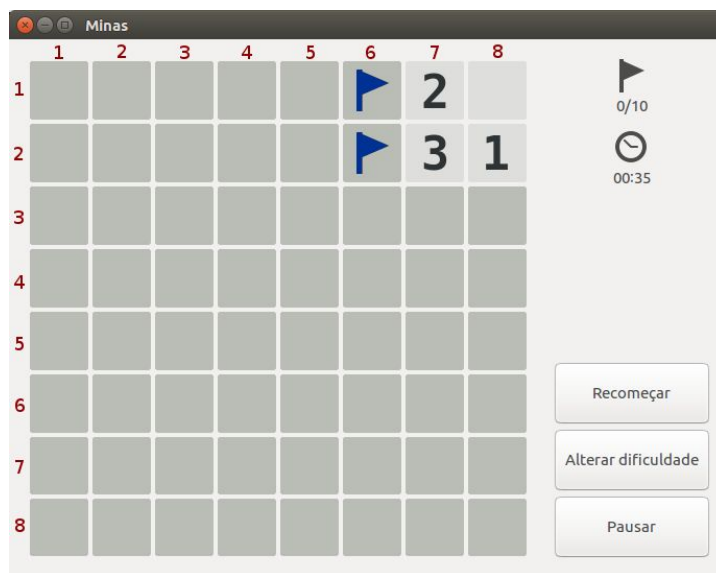 Minas
1 2 3 4 5 6 7 8
1 2
0/10
2 3 1
00:35
3
4
5
6
Recomeçar
7
Alterar dificuldade
8
Pausar